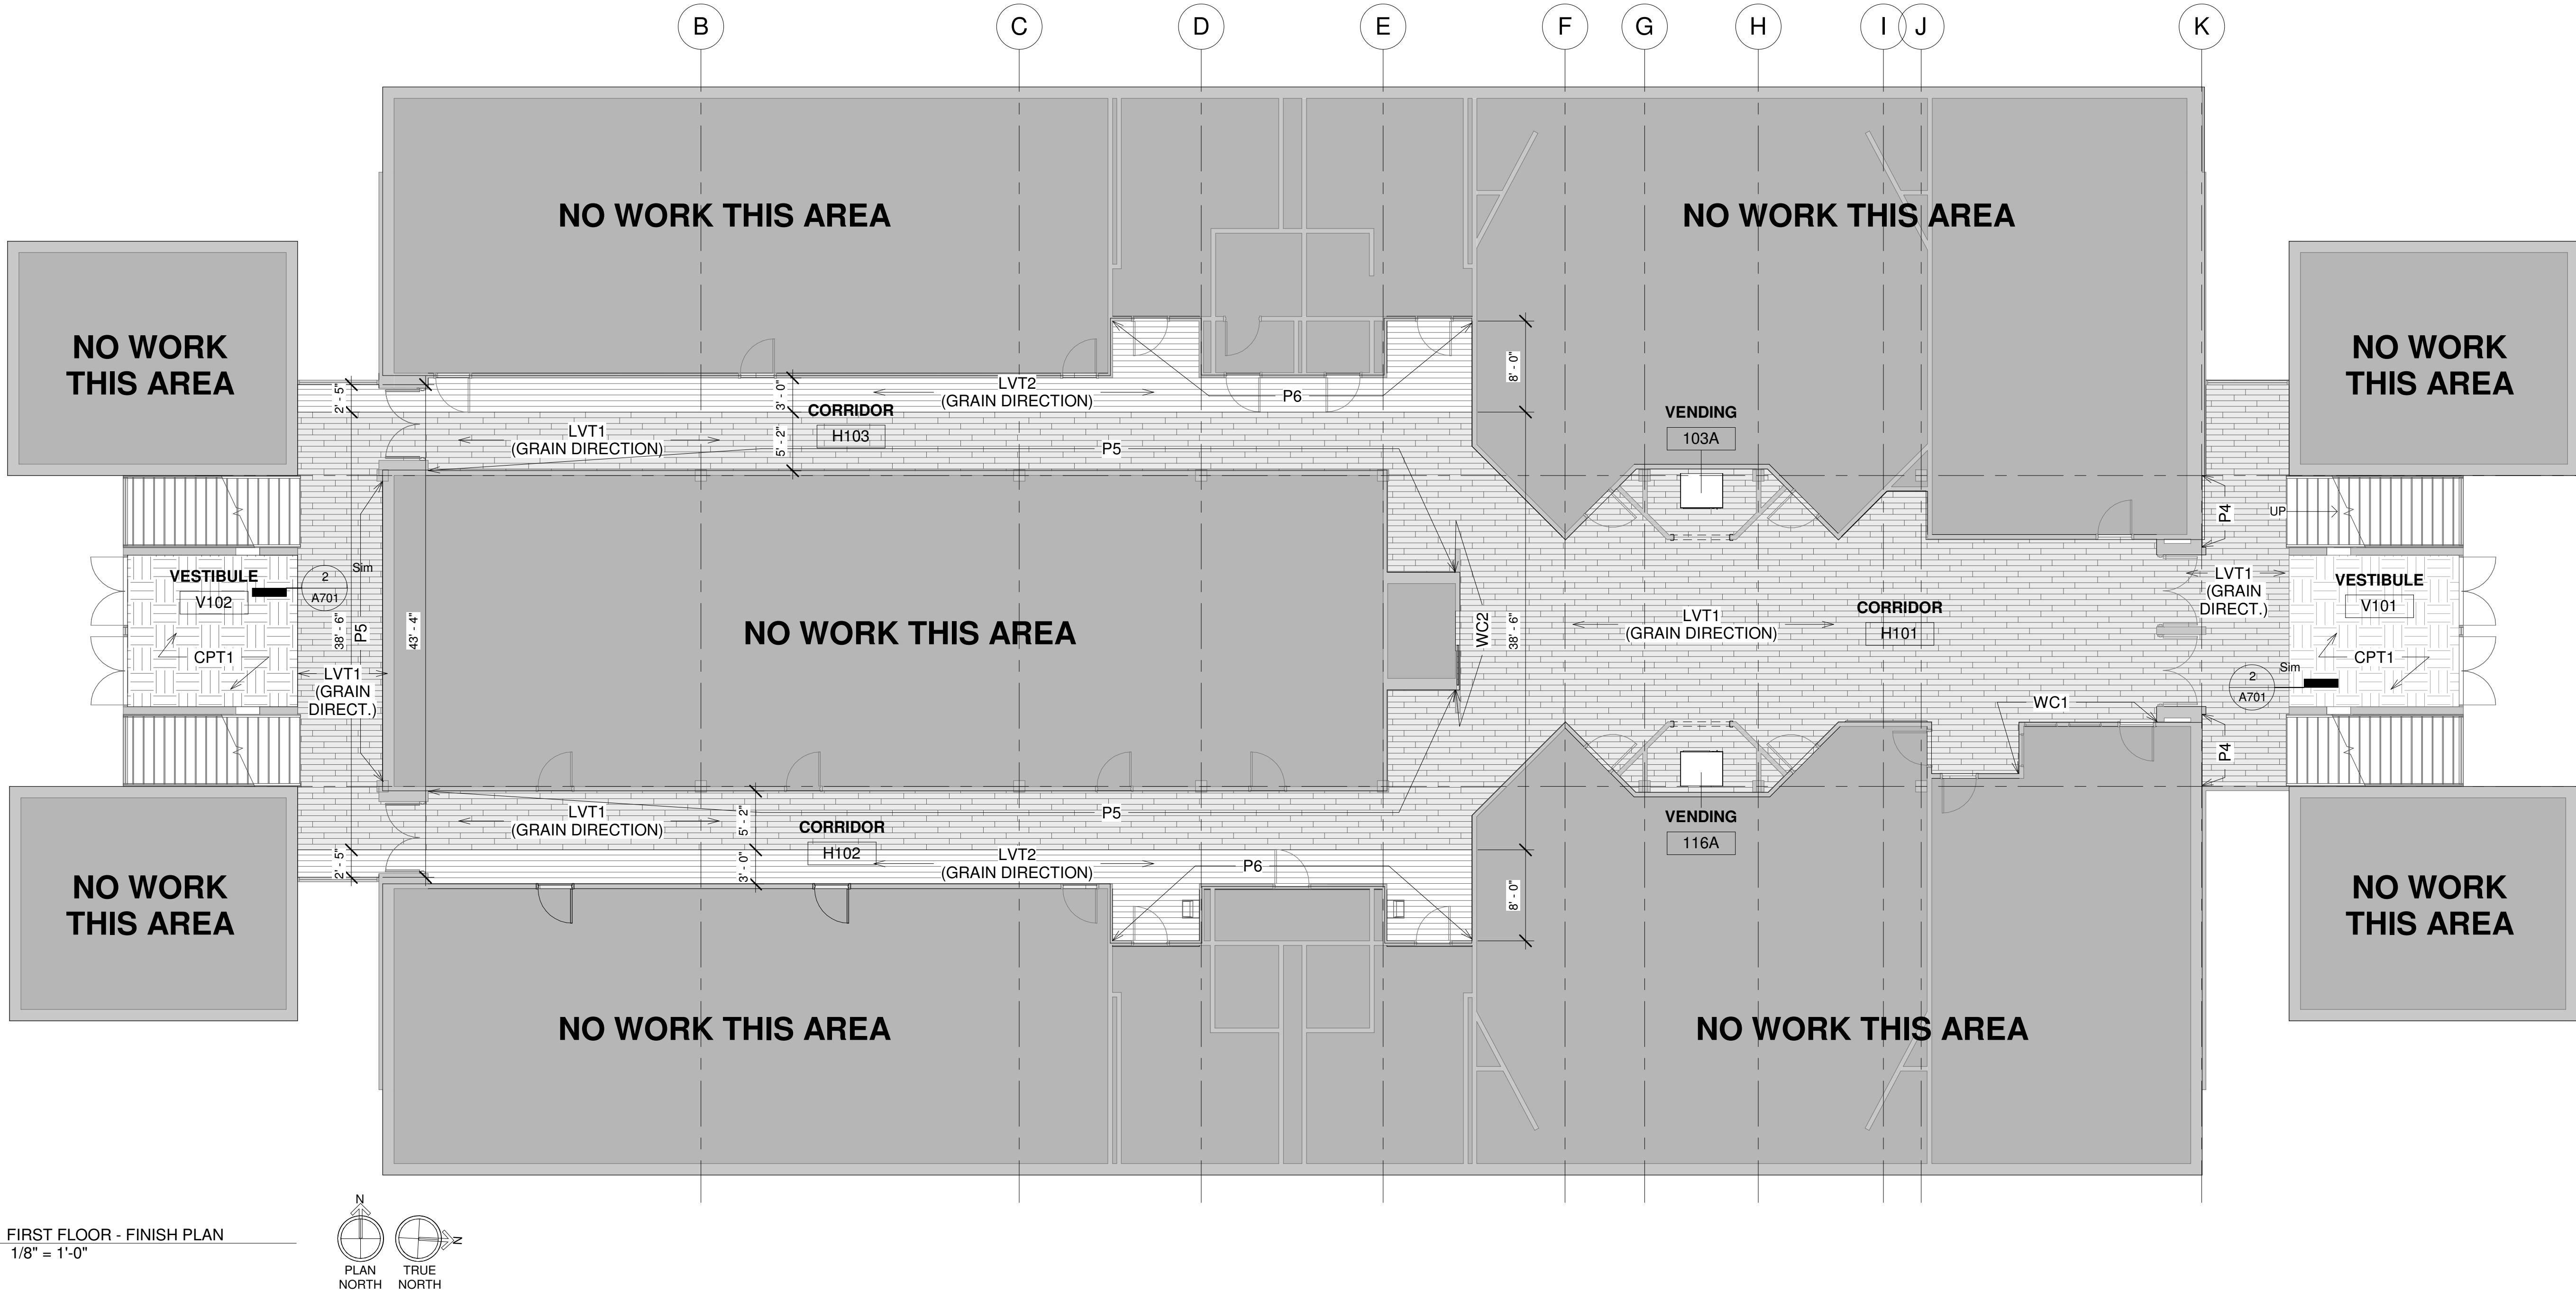 B
C
D
E
F
G
H
I
J
K
NO WORK THIS AREA
NO WORK THIS AREA
NO WORK
THIS AREA
NO WORK
THIS AREA
2' - 5"
3' - 0"
LVT2
(GRAIN DIRECTION)
P6
8' - 0"
CORRIDOR
H103
VENDING
103A
LVT1
(GRAIN DIRECTION)
5' - 2"
P5
P4
UP
VESTIBULE
V102
2
A701
Sim
CPT1
38' - 6"
P5
43' - 4"
LVT1
(GRAIN
DIRECT.)
NO WORK THIS AREA
WC2
38' - 6"
LVT1
(GRAIN DIRECTION)
CORRIDOR
H101
LVT1
(GRAIN
DIRECT.)
VESTIBULE
V101
CPT1
Sim
2
A701
WC1
P4
LVT1
(GRAIN DIRECTION)
5' - 2"
P5
CORRIDOR
H102
VENDING
116A
2' - 5"
3' - 0"
LVT2
(GRAIN DIRECTION)
P6
8' - 0"
NO WORK
THIS AREA
NO WORK
THIS AREA
NO WORK THIS AREA
NO WORK THIS AREA
FIRST FLOOR - FINISH PLAN
1/8" = 1'-0"
N
PLAN
NORTH
N
TRUE
NORTH